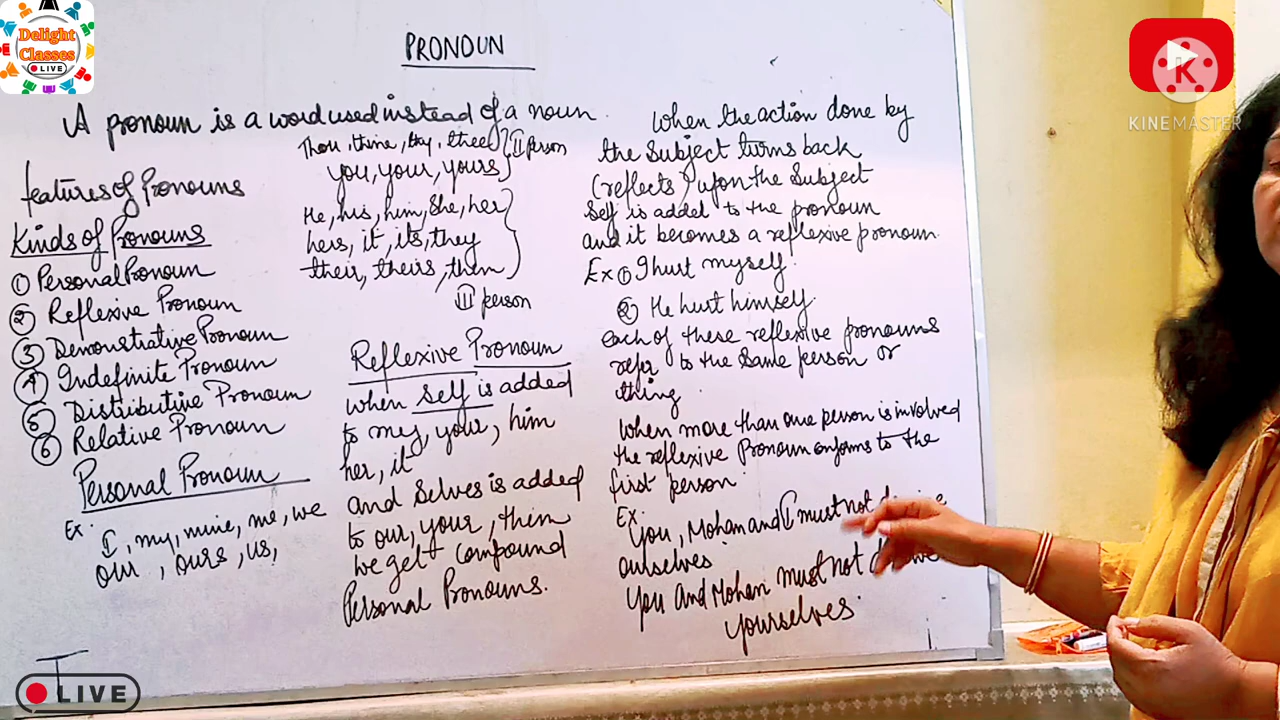 Delight
Classes
LIVE
KINEMASTER
PRONOUN
A pronoun is a word used instead of a noun.
features of Pronouns
Kinds of Pronouns
① Personal Pronoun
② Reflexive Pronoun
③ Demonstrative Pronoun
④ Indefinite Pronoun
⑤ Distributive Pronoun
⑥ Relative Pronoun
Personal Pronoun
Ex. I, my, mine, me, we
our, ours, us,
I
Thou, thine, thy, thee
II person
you, your, yours
He, his, him, She, her
hers, it, its, they
their, theirs, them
III person
Reflexive Pronoun
when Self is added
to my, your, him
her, it
and Selves is added
to our, your, them
we get compound
Personal Pronouns.
When the action done by
the Subject turns back
(reflects) upon the Subject
Self is added to the pronoun
and it becomes a reflexive pronoun.
Ex ① I hurt myself.
② He hurt himself.
each of these reflexive pronouns
refer to the Same person or
thing
When more than one person is involved
the reflexive Pronoun conforms to the
first person.
Ex.
You, Mohan and I must not
ourselves
You and Mohan must not
yourselves.
LIVE